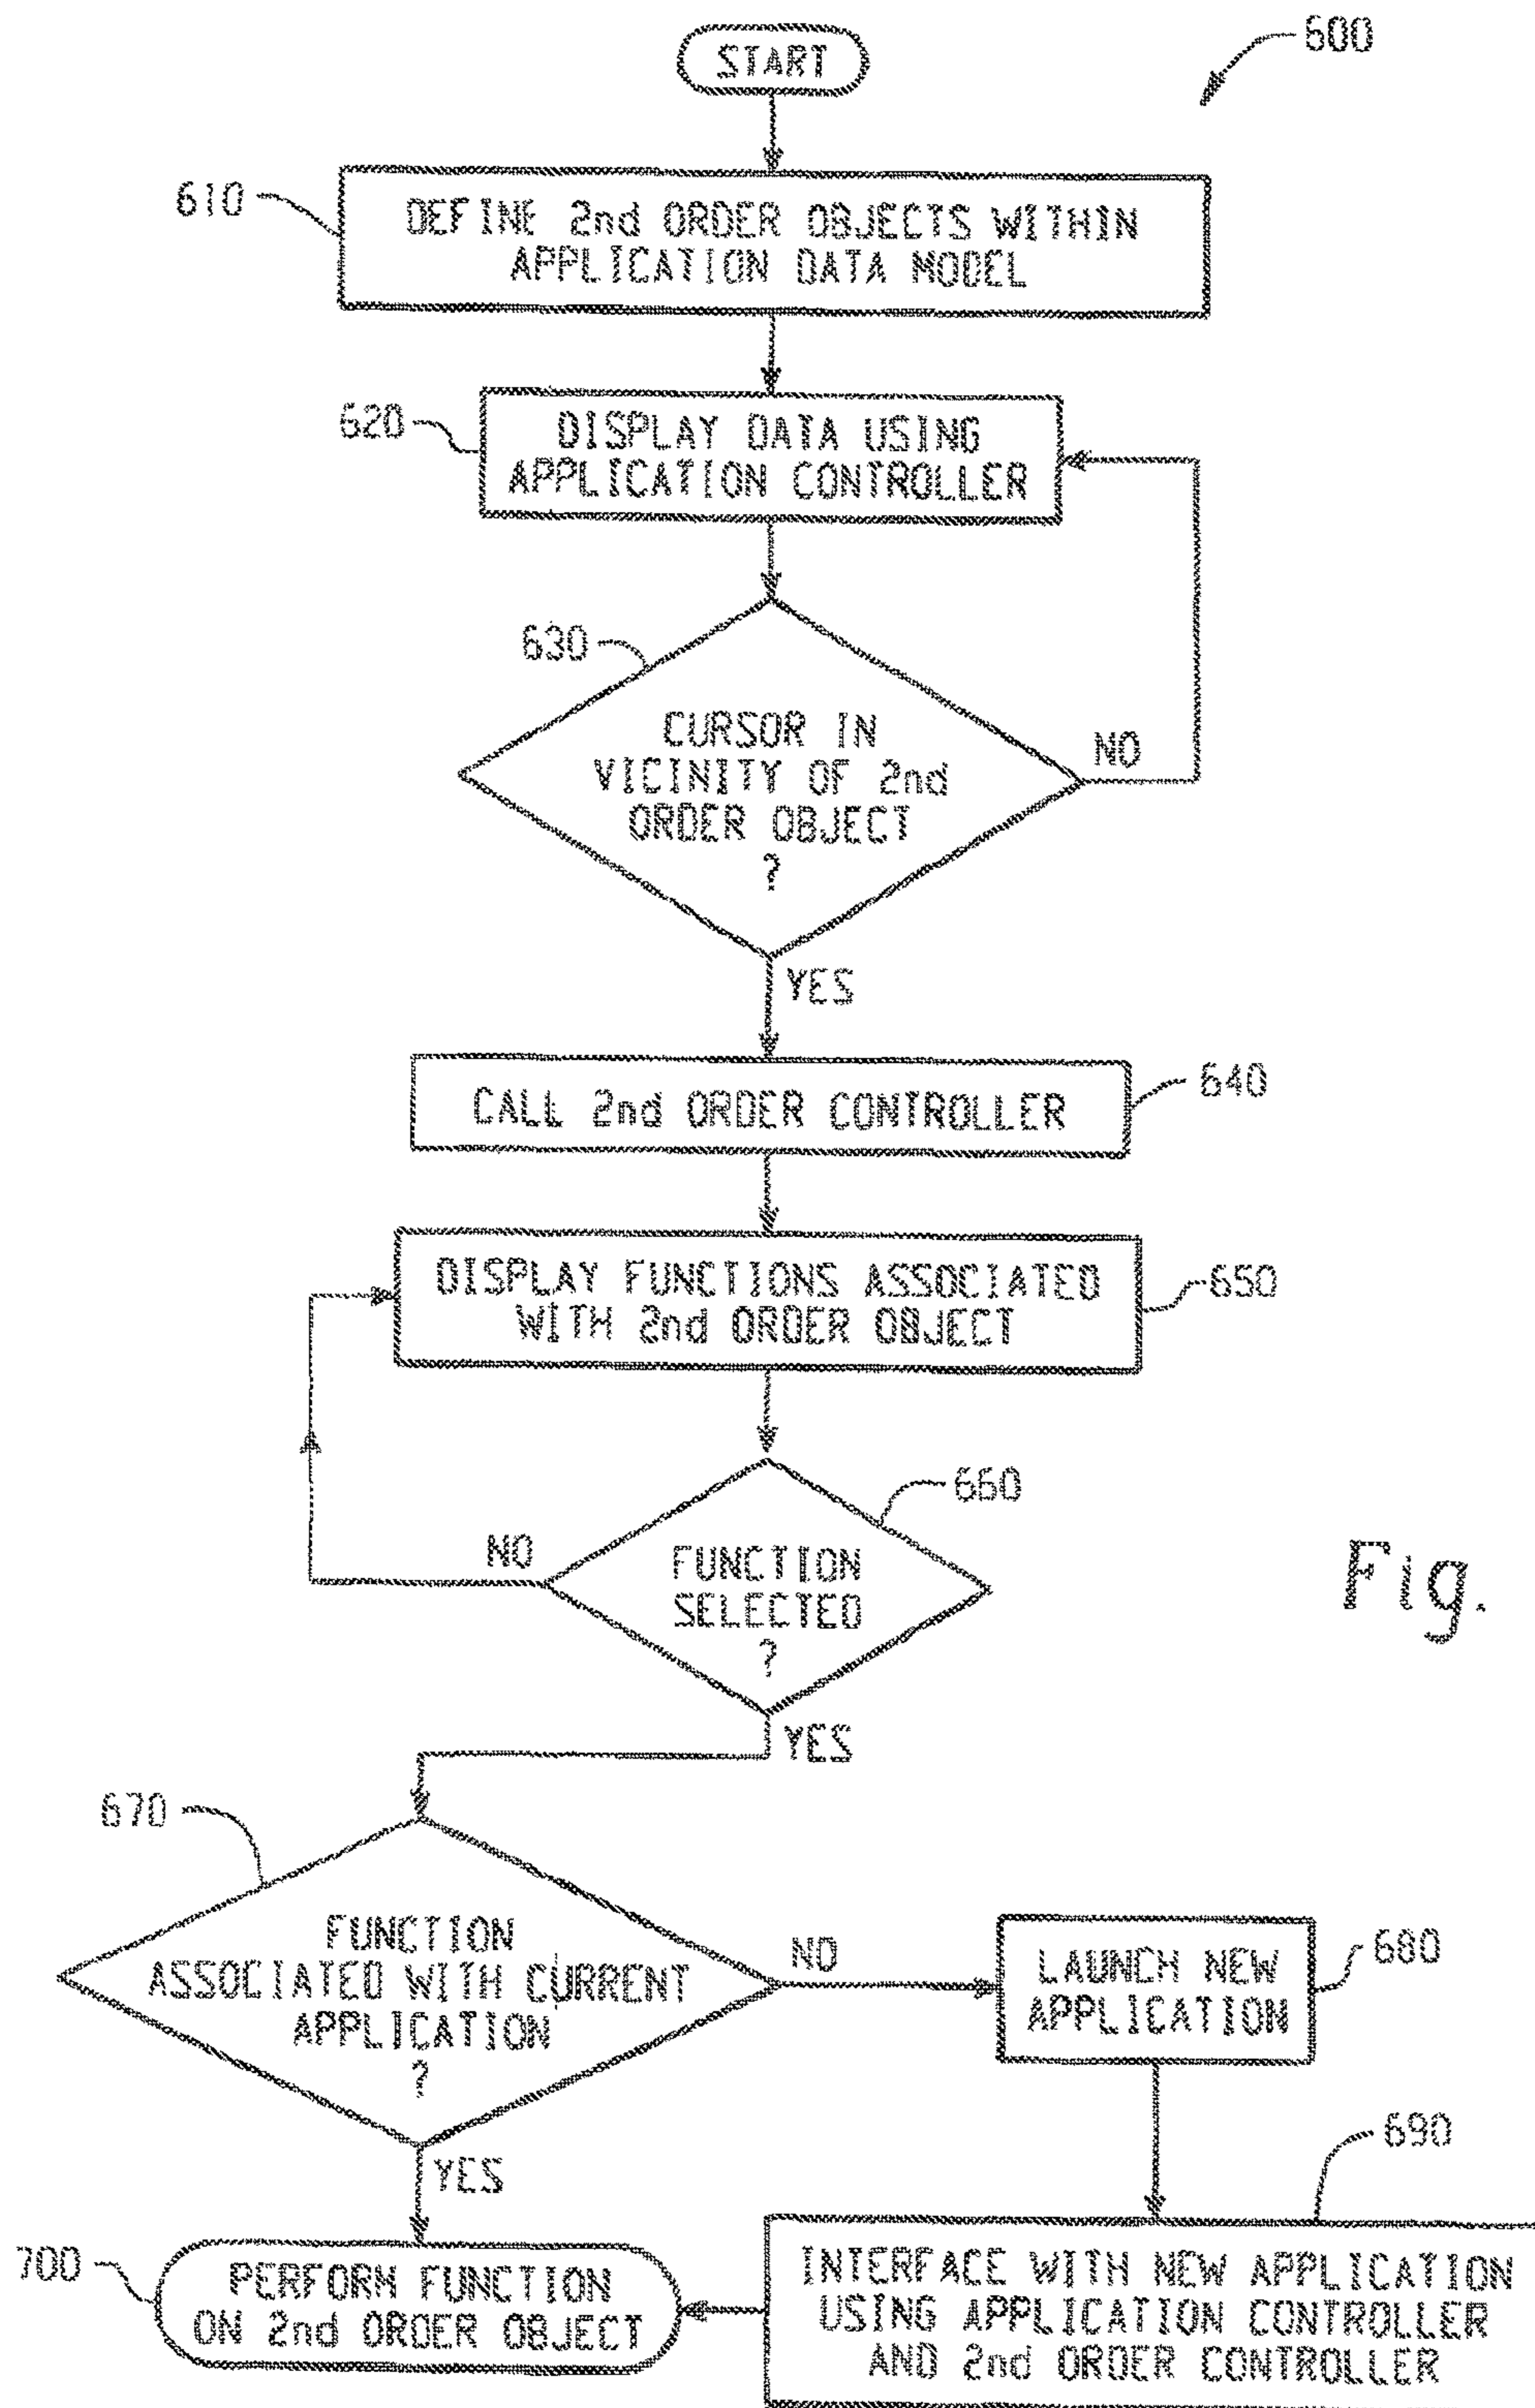 START
600
610
DEFINE 2nd ORDER OBJECTS WITHIN
APPLICATION DATA MODEL
620
DISPLAY DATA USING
APPLICATION CONTROLLER
630
CURSOR IN
VICINITY OF 2nd
ORDER OBJECT
?
NO
YES
CALL 2nd ORDER CONTROLLER
640
DISPLAY FUNCTIONS ASSOCIATED
WITH 2nd ORDER OBJECT
650
660
NO
FUNCTION
SELECTED
?
Fig.
YES
670
FUNCTION
ASSOCIATED WITH CURRENT
APPLICATION
?
NO
LAUNCH NEW
APPLICATION
680
690
YES
700
PERFORM FUNCTION
ON 2nd ORDER OBJECT
INTERFACE WITH NEW APPLICATION
USING APPLICATION CONTROLLER
AND 2nd ORDER CONTROLLER